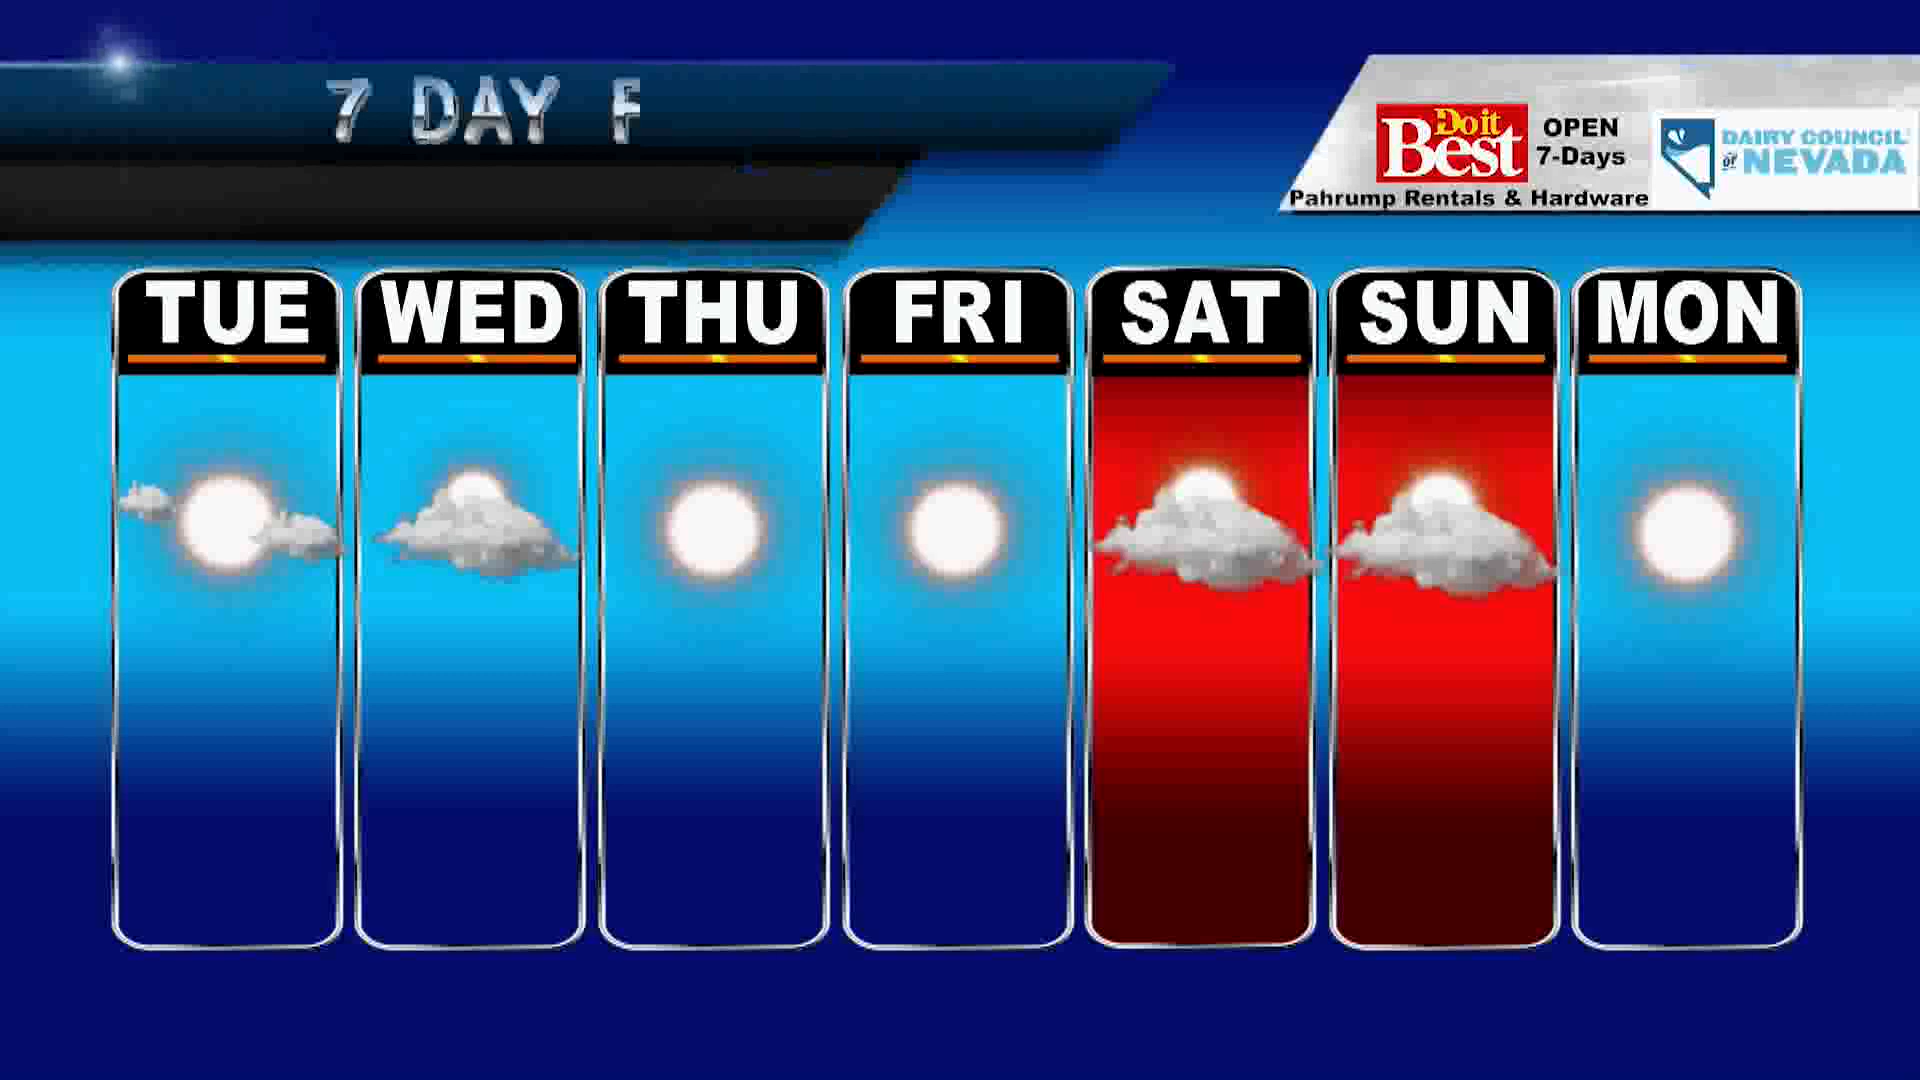 7 DAY F
Do it
Best
OPEN
7-Days
Pahrump Rentals & Hardware
DAIRY COUNCIL
of NEVADA
TUE WED THU FRI SAT SUN MON